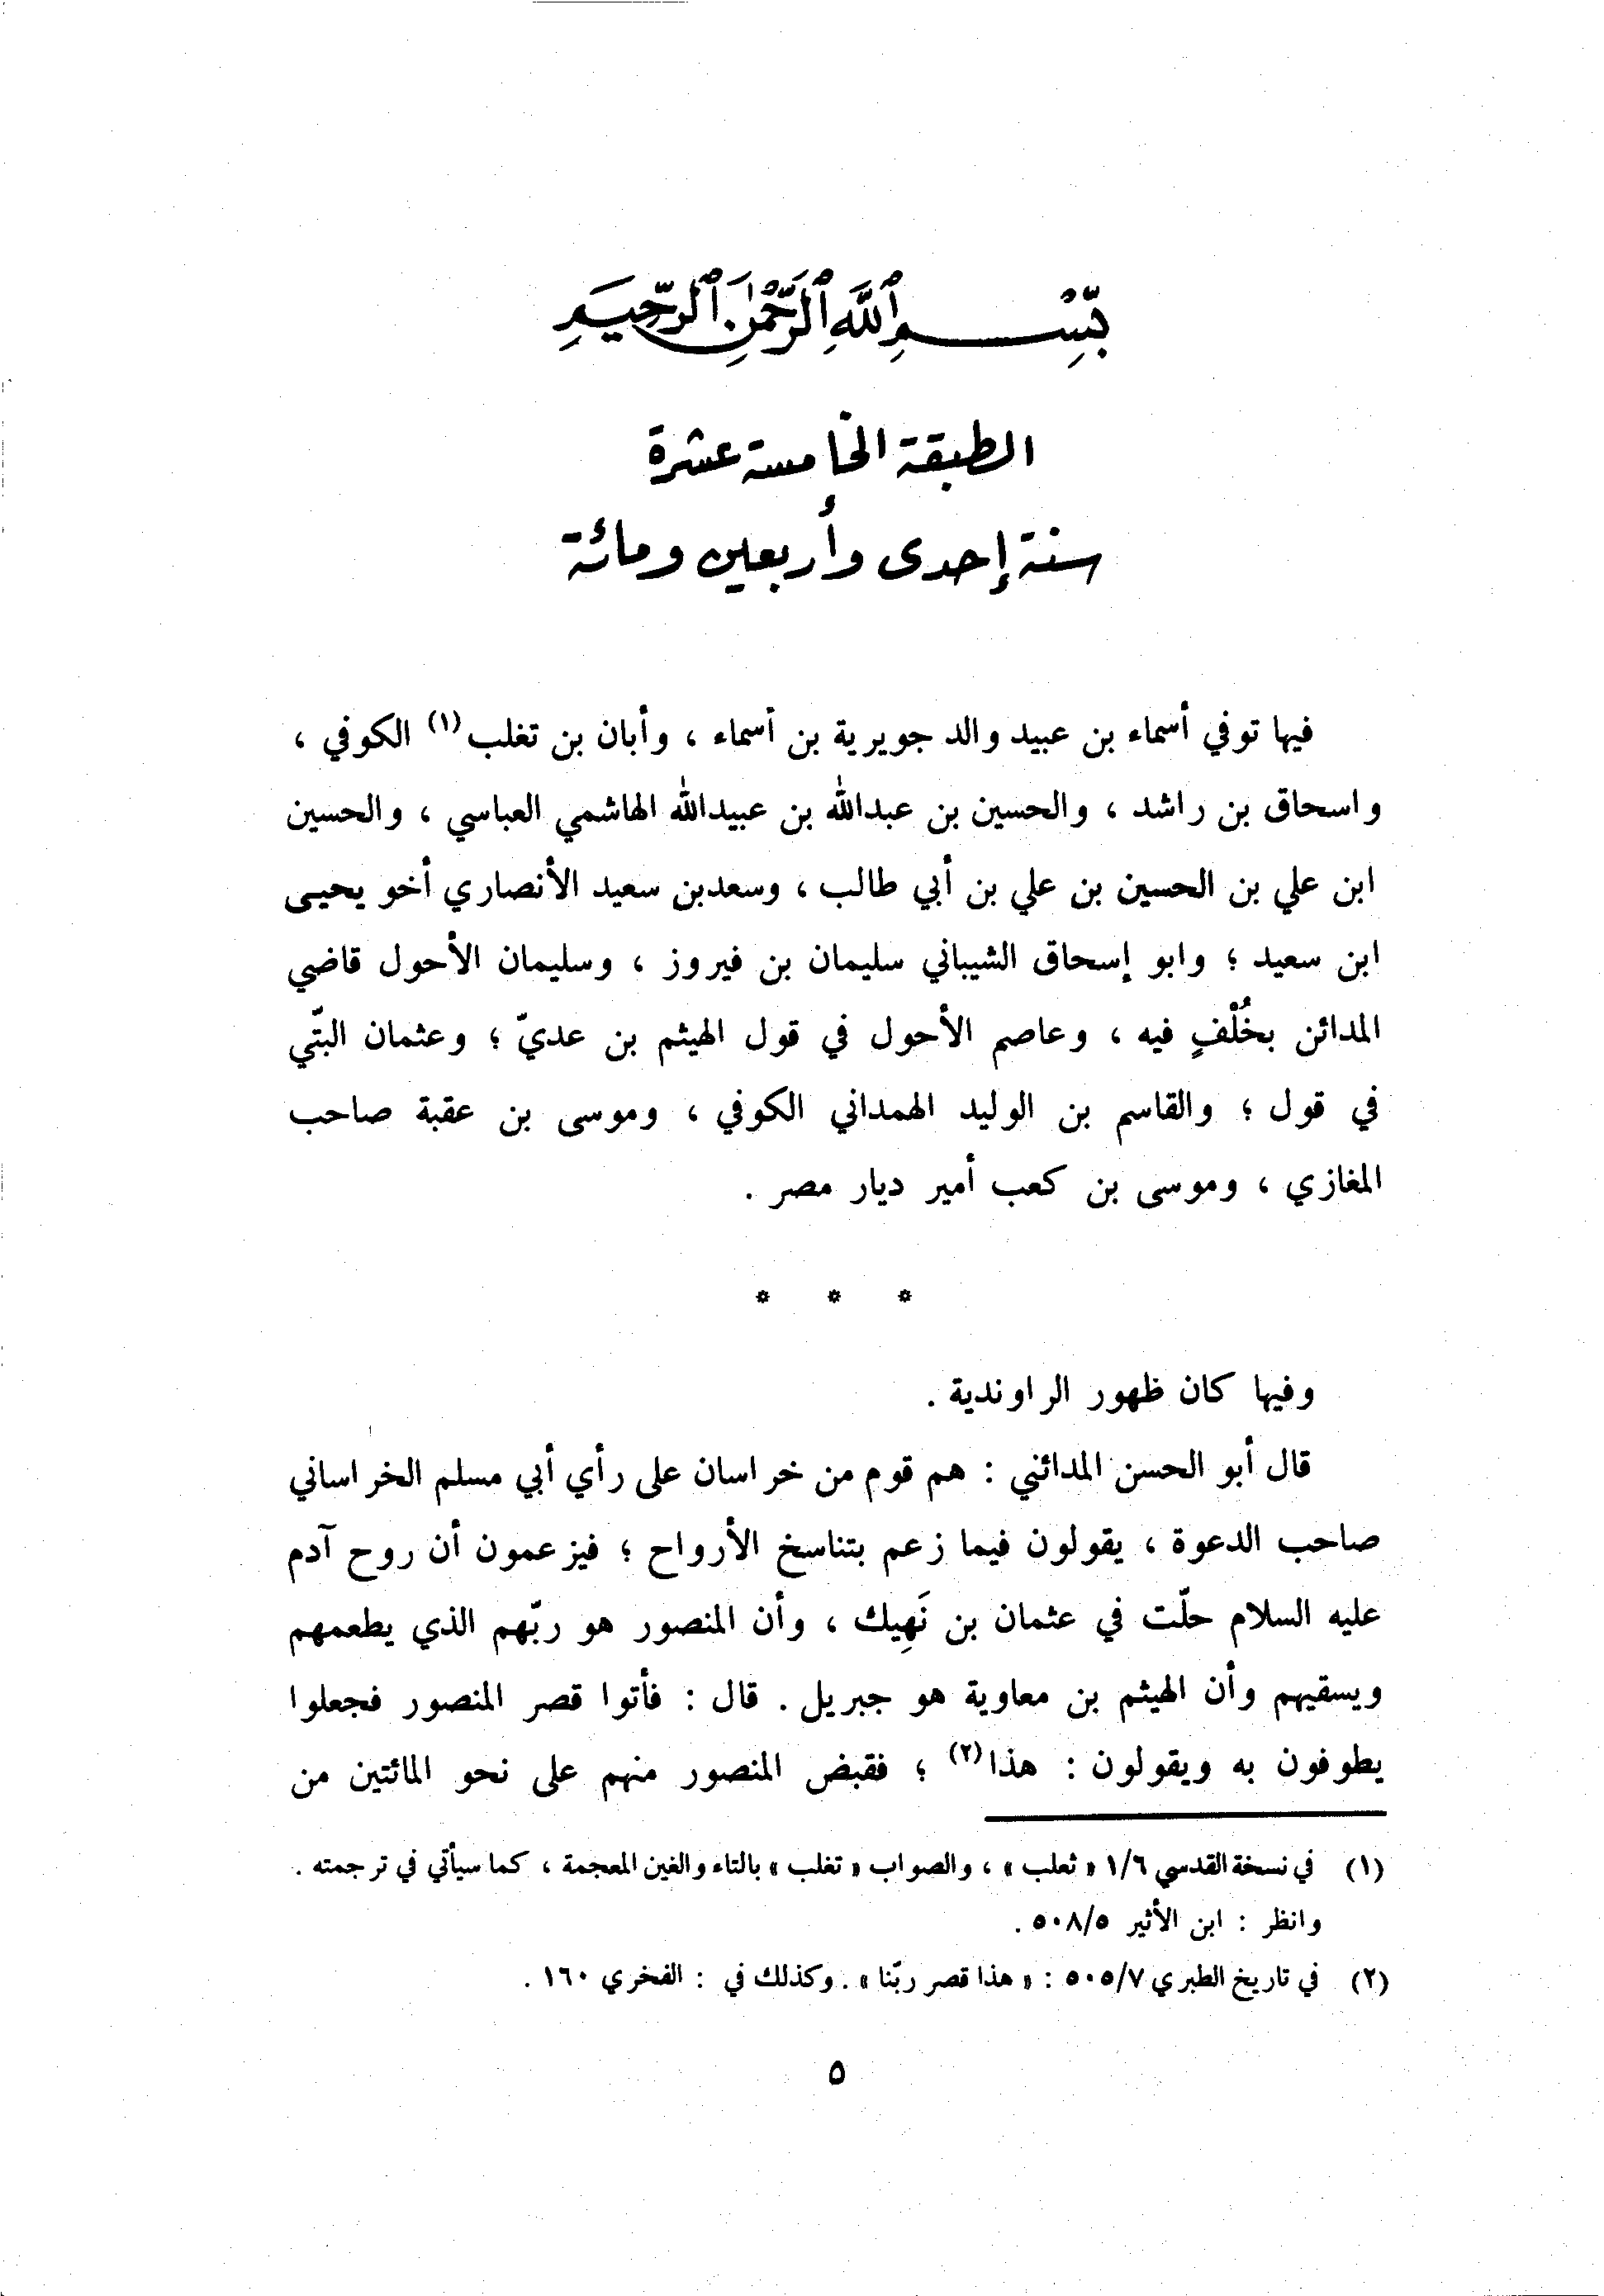 بِسْمِ اللَّهِ الرَّحْمَٰنِ الرَّحِيمِ
الطبقة الخامسة عشرة
سنة إحدى وأربعين ومائة
فيها توفي أسماء بن عبيد والد جويرية بن أسماء ، وأبان بن تغلب(١) الكوفي ،
واسحاق بن راشد ، والحسين بن عبدالله بن عبيدالله الهاشمي العباسي ، والحسين
ابن علي بن الحسين بن علي بن أبي طالب ، وسعدبن سعيد الأنصاري أخو يحيى
ابن سعيد ؛ وابو إسحاق الشيباني سليمان بن فيروز ، وسليمان الأحول قاضي
المدائن بخُلْفٍ فيه ، وعاصم الأحول في قول الهيثم بن عديّ ؛ وعثمان البتّي
في قول ؛ والقاسم بن الوليد الهمداني الكوفي ، وموسى بن عقبة صاحب
المغازي ، وموسى بن كعب أمير ديار مصر .
* * *
وفيها كان ظهور الراوندية .
قال أبو الحسن المدائني : هم قوم من خراسان على رأي أبي مسلم الخراساني
صاحب الدعوة ، يقولون فيما زعم بتناسخ الأرواح ؛ فيزعمون أن روح آدم
عليه السلام حلّت في عثمان بن نَهِيك ، وأن المنصور هو ربّهم الذي يطعمهم
ويسقيهم وأن الهيثم بن معاوية هو جبريل . قال : فأتوا قصر المنصور فجعلوا
يطوفون به ويقولون : هذا(٢) ؛ فقبض المنصور منهم على نحو المائتين من
(١) في نسخة القدسي ١/٦ « ثعلب » ، والصواب « تغلب » بالتاء والغين المعجمة ، كما سيأتي في ترجمته .
وانظر : ابن الأثير ٥٠٨/٥ .
(٢) في تاريخ الطبري ٥٠٥/٧ : « هذا قصر ربّنا » . وكذلك في : الفخري ١٦٠ .
٥